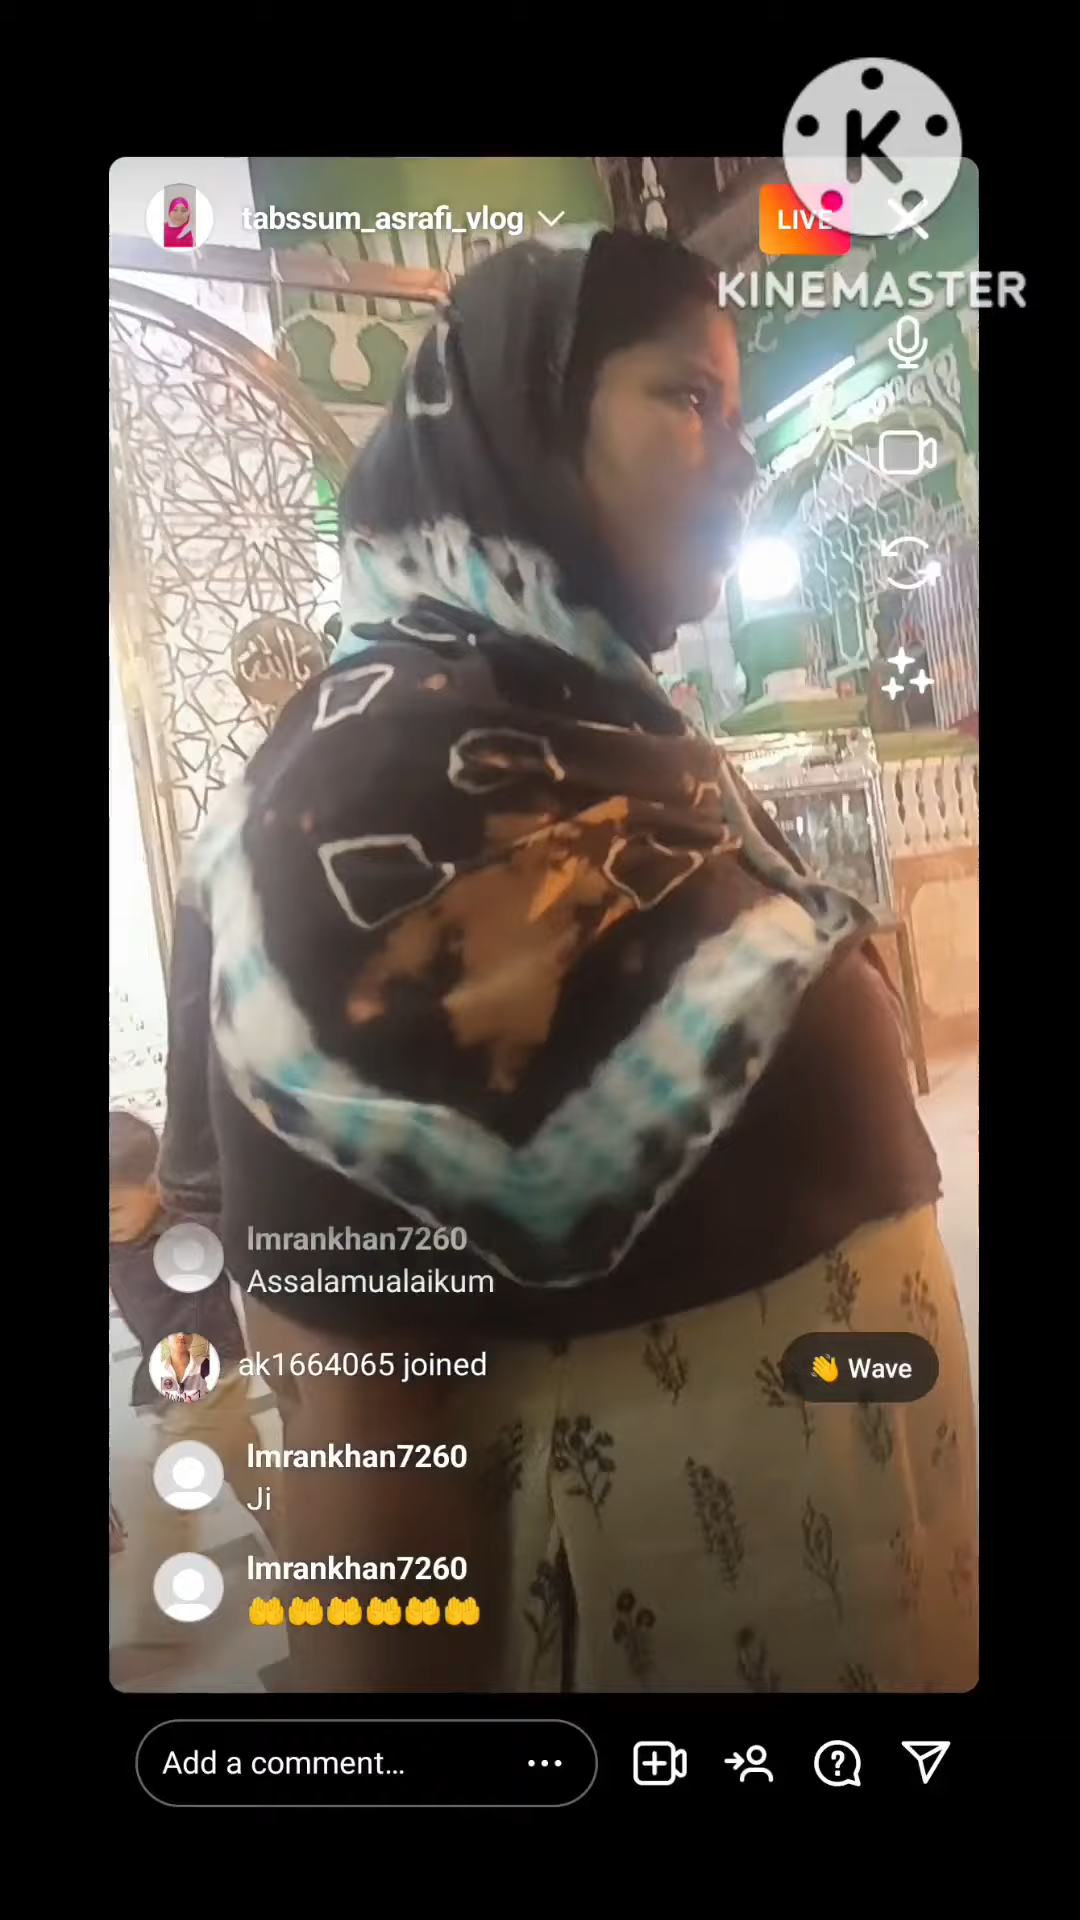 K
tabssum_asrafi_vlog
LIVE
KINEMASTER
Imrankhan7260
Assalamualaikum
ak1664065 joined
👋 Wave
Imrankhan7260
Ji
Imrankhan7260
🤲🤲🤲🤲🤲🤲
Add a comment...